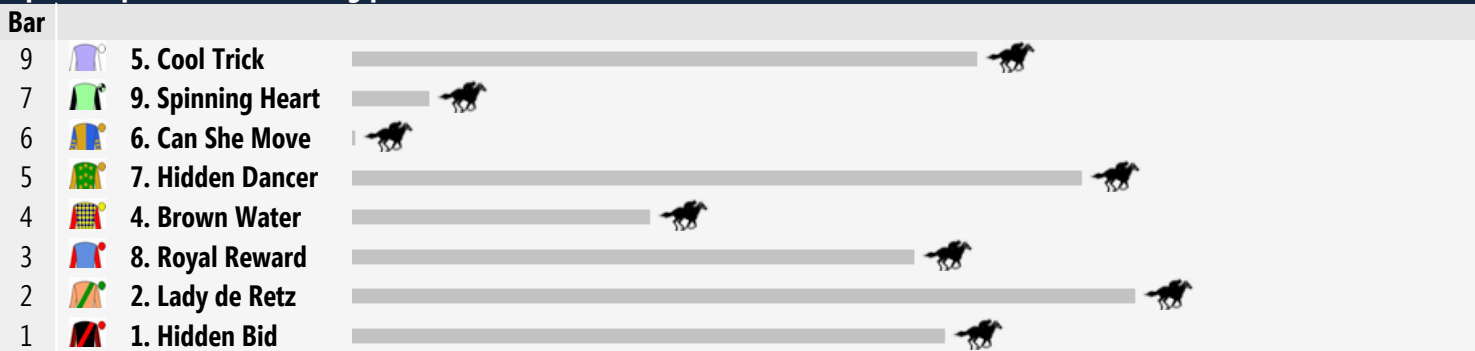 Bar
9 5. Cool Trick
7 9. Spinning Heart
6 6. Can She Move
5 7. Hidden Dancer
4 4. Brown Water
3 8. Royal Reward
2 2. Lady de Retz
1 1. Hidden Bid